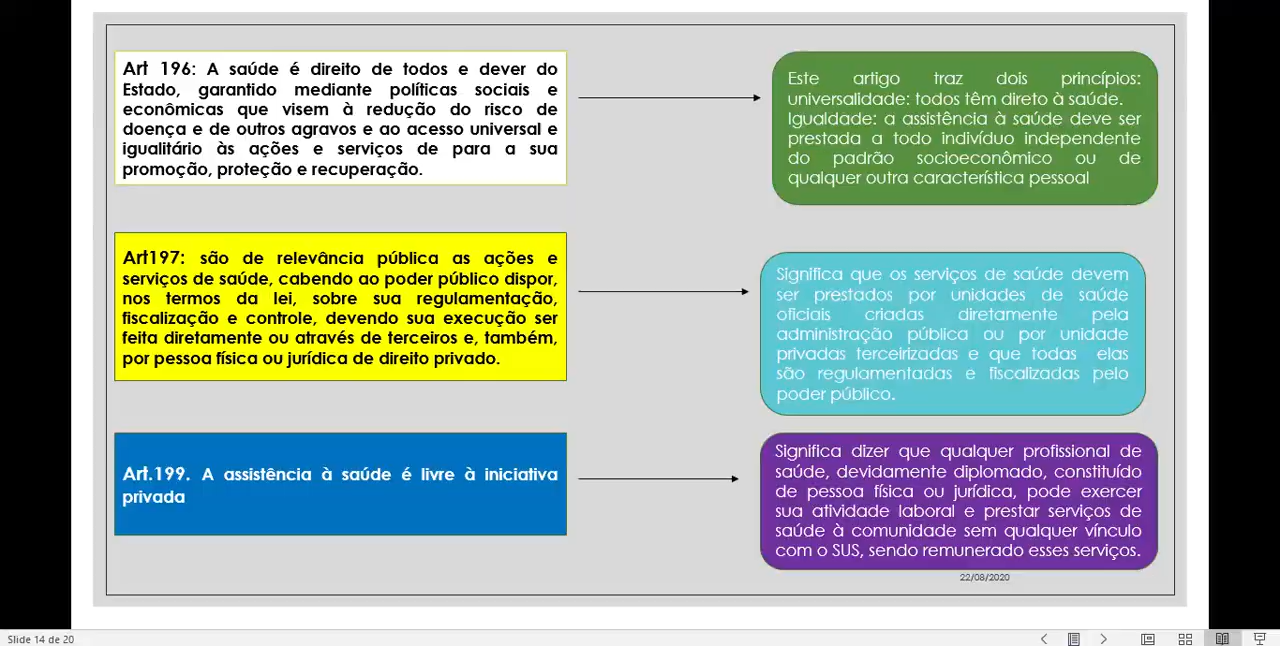 Art 196: A saúde é direito de todos e dever do
Estado, garantido mediante políticas sociais e
econômicas que visem à redução do risco de
doença e de outros agravos e ao acesso universal e
igualitário às ações e serviços de para a sua
promoção, proteção e recuperação.
Este artigo traz dois princípios:
universalidade: todos têm direto à saúde.
Igualdade: a assistência à saúde deve ser
prestada a todo indivíduo independente
do padrão socioeconômico ou de
qualquer outra característica pessoal
Art197: são de relevância pública as ações e
serviços de saúde, cabendo ao poder público dispor,
nos termos da lei, sobre sua regulamentação,
fiscalização e controle, devendo sua execução ser
feita diretamente ou através de terceiros e, também,
por pessoa física ou jurídica de direito privado.
Significa que os serviços de saúde devem
ser prestados por unidades de saúde
oficiais criadas diretamente pela
administração pública ou por unidade
privadas terceirizadas e que todas elas
são regulamentadas e fiscalizadas pelo
poder público.
Art.199. A assistência à saúde é livre à iniciativa
privada
Significa dizer que qualquer profissional de
saúde, devidamente diplomado, constituído
de pessoa física ou jurídica, pode exercer
sua atividade laboral e prestar serviços de
saúde à comunidade sem qualquer vínculo
com o SUS, sendo remunerado esses serviços.
22/08/2020
Slide 14 de 20